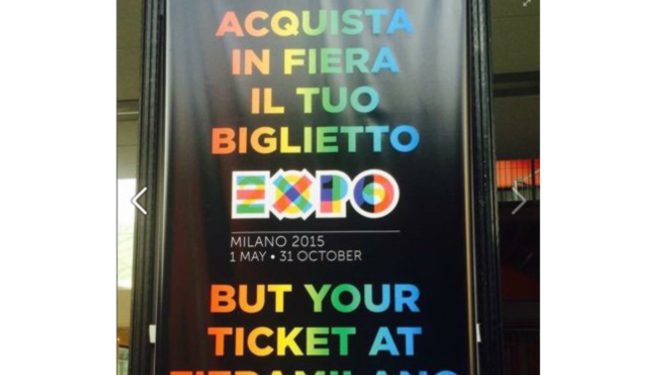 ACQUISTA
IN FIERA
IL TUO
BIGLIETTO
EXPO
MILANO 2015
1 MAY • 31 OCTOBER
BUT YOUR
TICKET AT